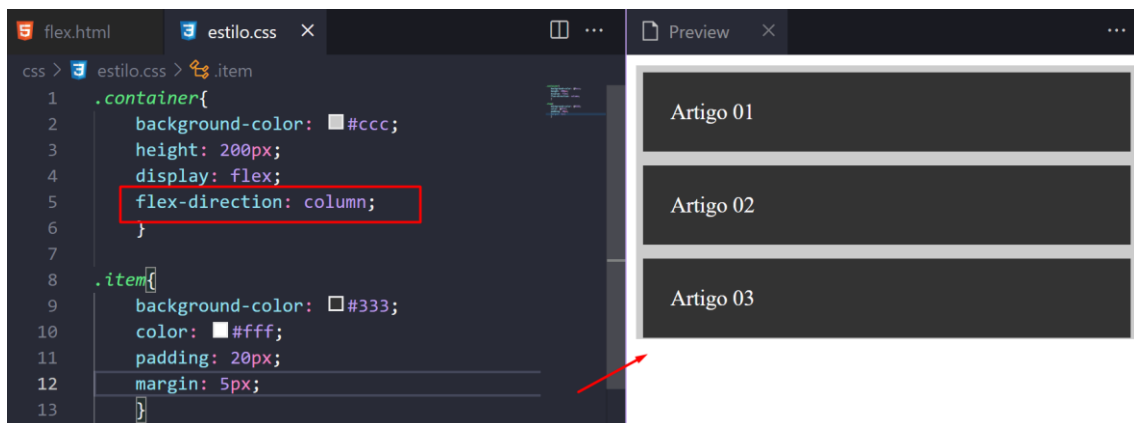 flex.html
estilo.css
css > estilo.css > .item
1 .container{
2 background-color: #ccc;
3 height: 200px;
4 display: flex;
5 flex-direction: column;
6 }
7
8 .item{
9 background-color: #333;
10 color: #fff;
11 padding: 20px;
12 margin: 5px;
13 }
Preview
Artigo 01
Artigo 02
Artigo 03